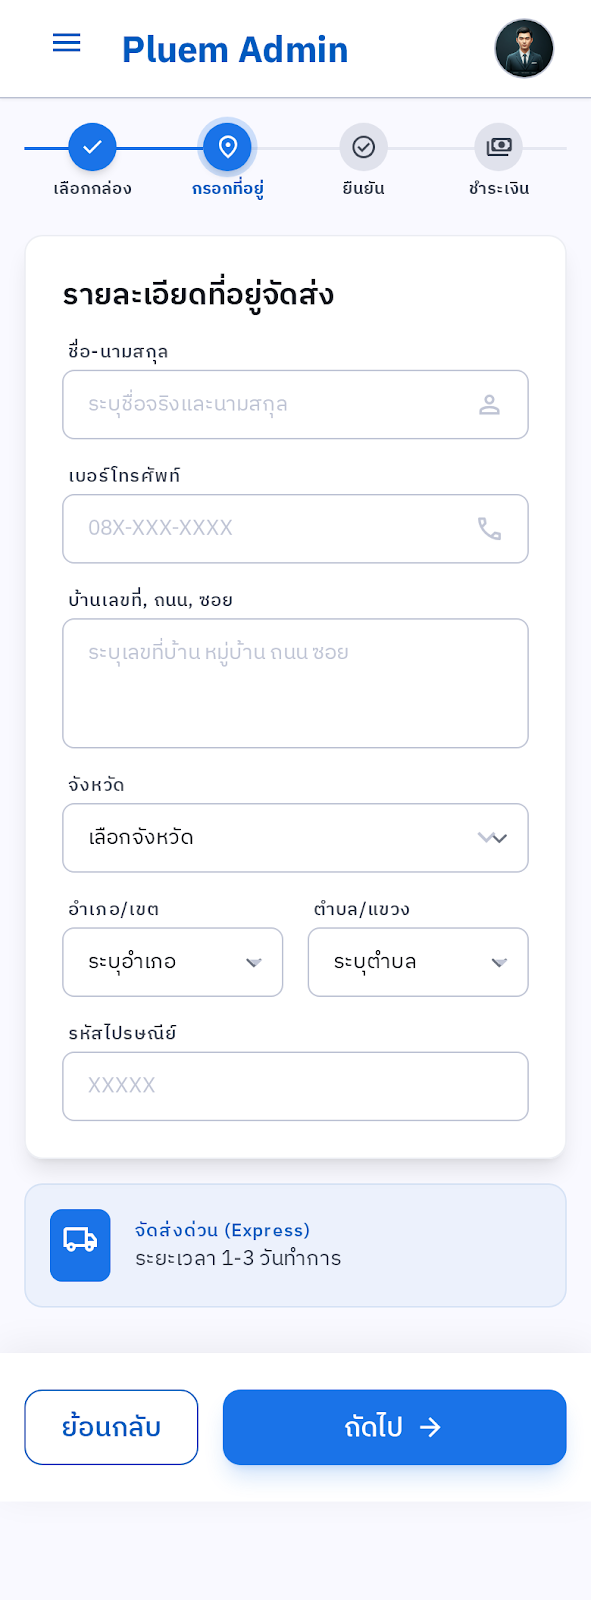 Pluem Admin
เลือกกล่อง
กรอกที่อยู่
ยืนยัน
ชำระเงิน
รายละเอียดที่อยู่จัดส่ง
ชื่อ-นามสกุล
ระบุชื่อจริงและนามสกุล
เบอร์โทรศัพท์
08X-XXX-XXXX
บ้านเลขที่, ถนน, ซอย
ระบุเลขที่บ้าน หมู่บ้าน ถนน ซอย
จังหวัด
เลือกจังหวัด
อำเภอ/เขต
ตำบล/แขวง
ระบุอำเภอ
ระบุตำบล
รหัสไปรษณีย์
XXXXX
จัดส่งด่วน (Express)
ระยะเวลา 1-3 วันทำการ
ย้อนกลับ
ถัดไป